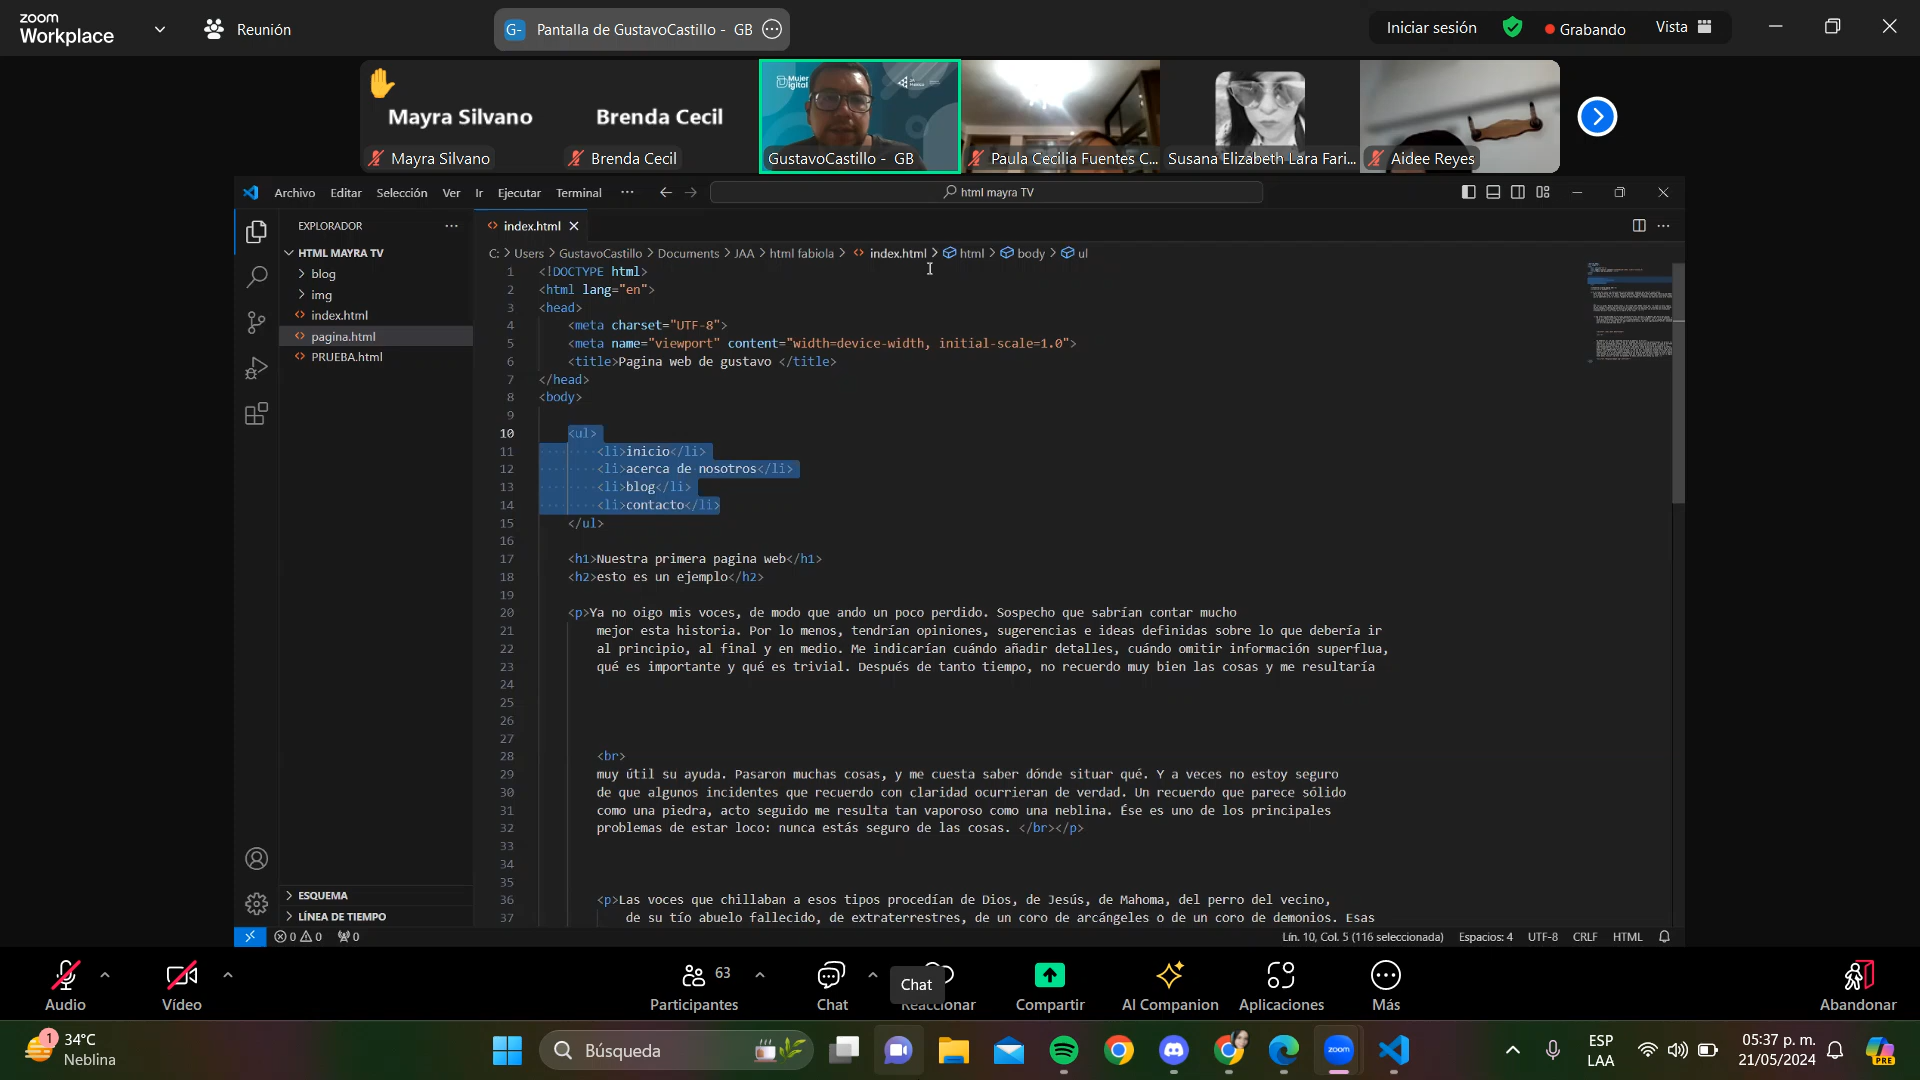 zoom
Workplace
Reunión
G- Pantalla de GustavoCastillo - GB
Iniciar sesión
Grabando
Vista
Mayra Silvano
Mayra Silvano
Brenda Cecil
Brenda Cecil
Mujer
Digital
GustavoCastillo - GB
Paula Cecilia Fuentes C...
Susana Elizabeth Lara Fari...
Aidee Reyes
Archivo Editar Selección Ver Ir Ejecutar Terminal ···
html mayra TV
EXPLORADOR ···
HTML MAYRA TV
blog
img
index.html
pagina.html
PRUEBA.html
ESQUEMA
LÍNEA DE TIEMPO
index.html
C: > Users > GustavoCastillo > Documents > JAA > html fabiola > index.html > html > body > ul
1 <!DOCTYPE html>
2 <html lang="en">
3 <head>
4 <meta charset="UTF-8">
5 <meta name="viewport" content="width=device-width, initial-scale=1.0">
6 <title>Pagina web de gustavo </title>
7 </head>
8 <body>
9
10 <ul>
11 <li>inicio</li>
12 <li>acerca de nosotros</li>
13 <li>blog</li>
14 <li>contacto</li>
15 </ul>
16
17 <h1>Nuestra primera pagina web</h1>
18 <h2>esto es un ejemplo</h2>
19
20 <p>Ya no oigo mis voces, de modo que ando un poco perdido. Sospecho que sabrían contar mucho
21 mejor esta historia. Por lo menos, tendrían opiniones, sugerencias e ideas definidas sobre lo que debería ir
22 al principio, al final y en medio. Me indicarían cuándo añadir detalles, cuándo omitir información superflua,
23 qué es importante y qué es trivial. Después de tanto tiempo, no recuerdo muy bien las cosas y me resultaría
24
25
26
27
28 <br>
29 muy útil su ayuda. Pasaron muchas cosas, y me cuesta saber dónde situar qué. Y a veces no estoy seguro
30 de que algunos incidentes que recuerdo con claridad ocurrieran de verdad. Un recuerdo que parece sólido
31 como una piedra, acto seguido me resulta tan vaporoso como una neblina. Ése es uno de los principales
32 problemas de estar loco: nunca estás seguro de las cosas. </br></p>
33
34
35
36 <p>Las voces que chillaban a esos tipos procedían de Dios, de Jesús, de Mahoma, del perro del vecino,
37 de su tío abuelo fallecido, de extraterrestres, de un coro de arcángeles o de un coro de demonios. Esas
0 0 0
Lín. 10, Col. 5 (116 seleccionada) Espacios: 4 UTF-8 CRLF HTML
Audio
Vídeo
63
Participantes
Chat
Chat
Reaccionar
Compartir
AI Companion
Aplicaciones
Más
Abandonar
1
34°C
Neblina
Búsqueda
zoom
ESP
LAA
05:37 p. m.
21/05/2024
PRE